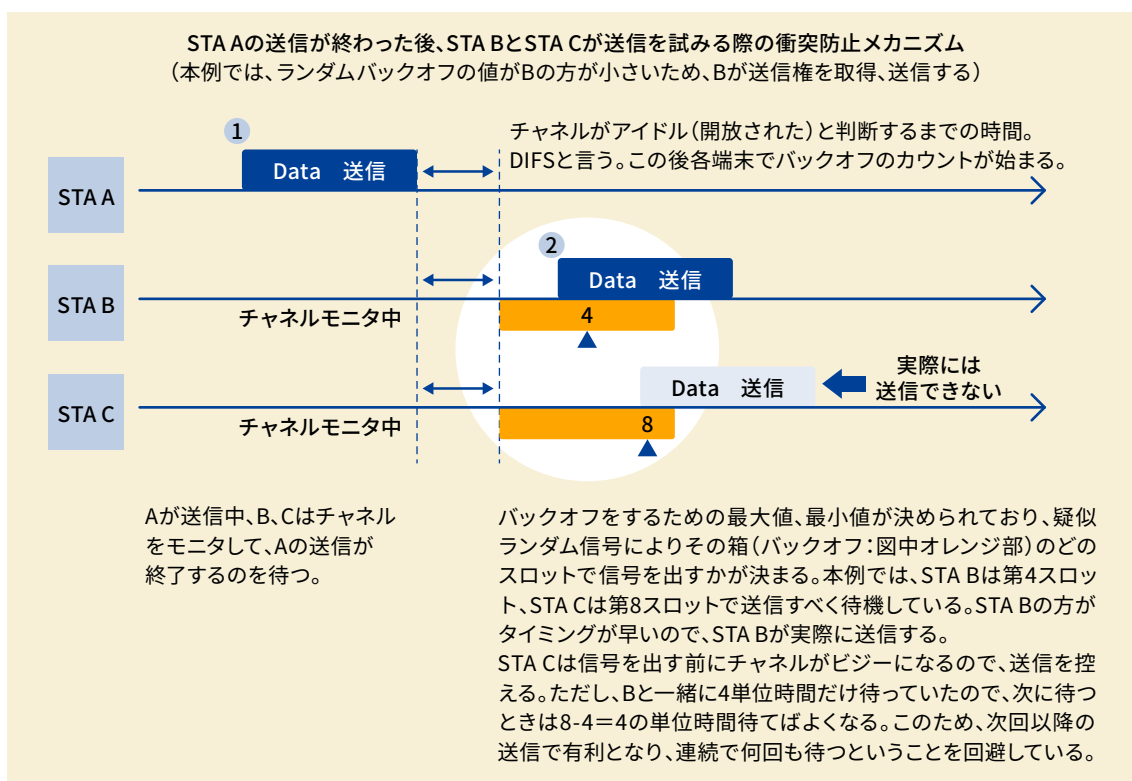 STA Aの送信が終わった後、STA BとSTA Cが送信を試みる際の衝突防止メカニズム
（本例では、ランダムバックオフの値がBの方が小さいため、Bが送信権を取得、送信する）
1
チャネルがアイドル（開放された）と判断するまでの時間。
DIFSと言う。この後各端末でバックオフのカウントが始まる。
Data　送信
STA A
2
Data　送信
STA B
チャネルモニタ中
4
実際には
送信できない
Data　送信
STA C
チャネルモニタ中
8
Aが送信中、B、Cはチャネル
をモニタして、Aの送信が
終了するのを待つ。
バックオフをするための最大値、最小値が決められており、疑似
ランダム信号によりその箱（バックオフ：図中オレンジ部）のどの
スロットで信号を出すかが決まる。本例では、STA Bは第4スロッ
ト、STA Cは第8スロットで送信すべく待機している。STA Bの方が
タイミングが早いので、STA Bが実際に送信する。
STA Cは信号を出す前にチャネルがビジーになるので、送信を控
える。ただし、Bと一緒に4単位時間だけ待っていたので、次に待つ
ときは8-4＝4の単位時間待てばよくなる。このため、次回以降の
送信で有利となり、連続で何回も待つということを回避している。